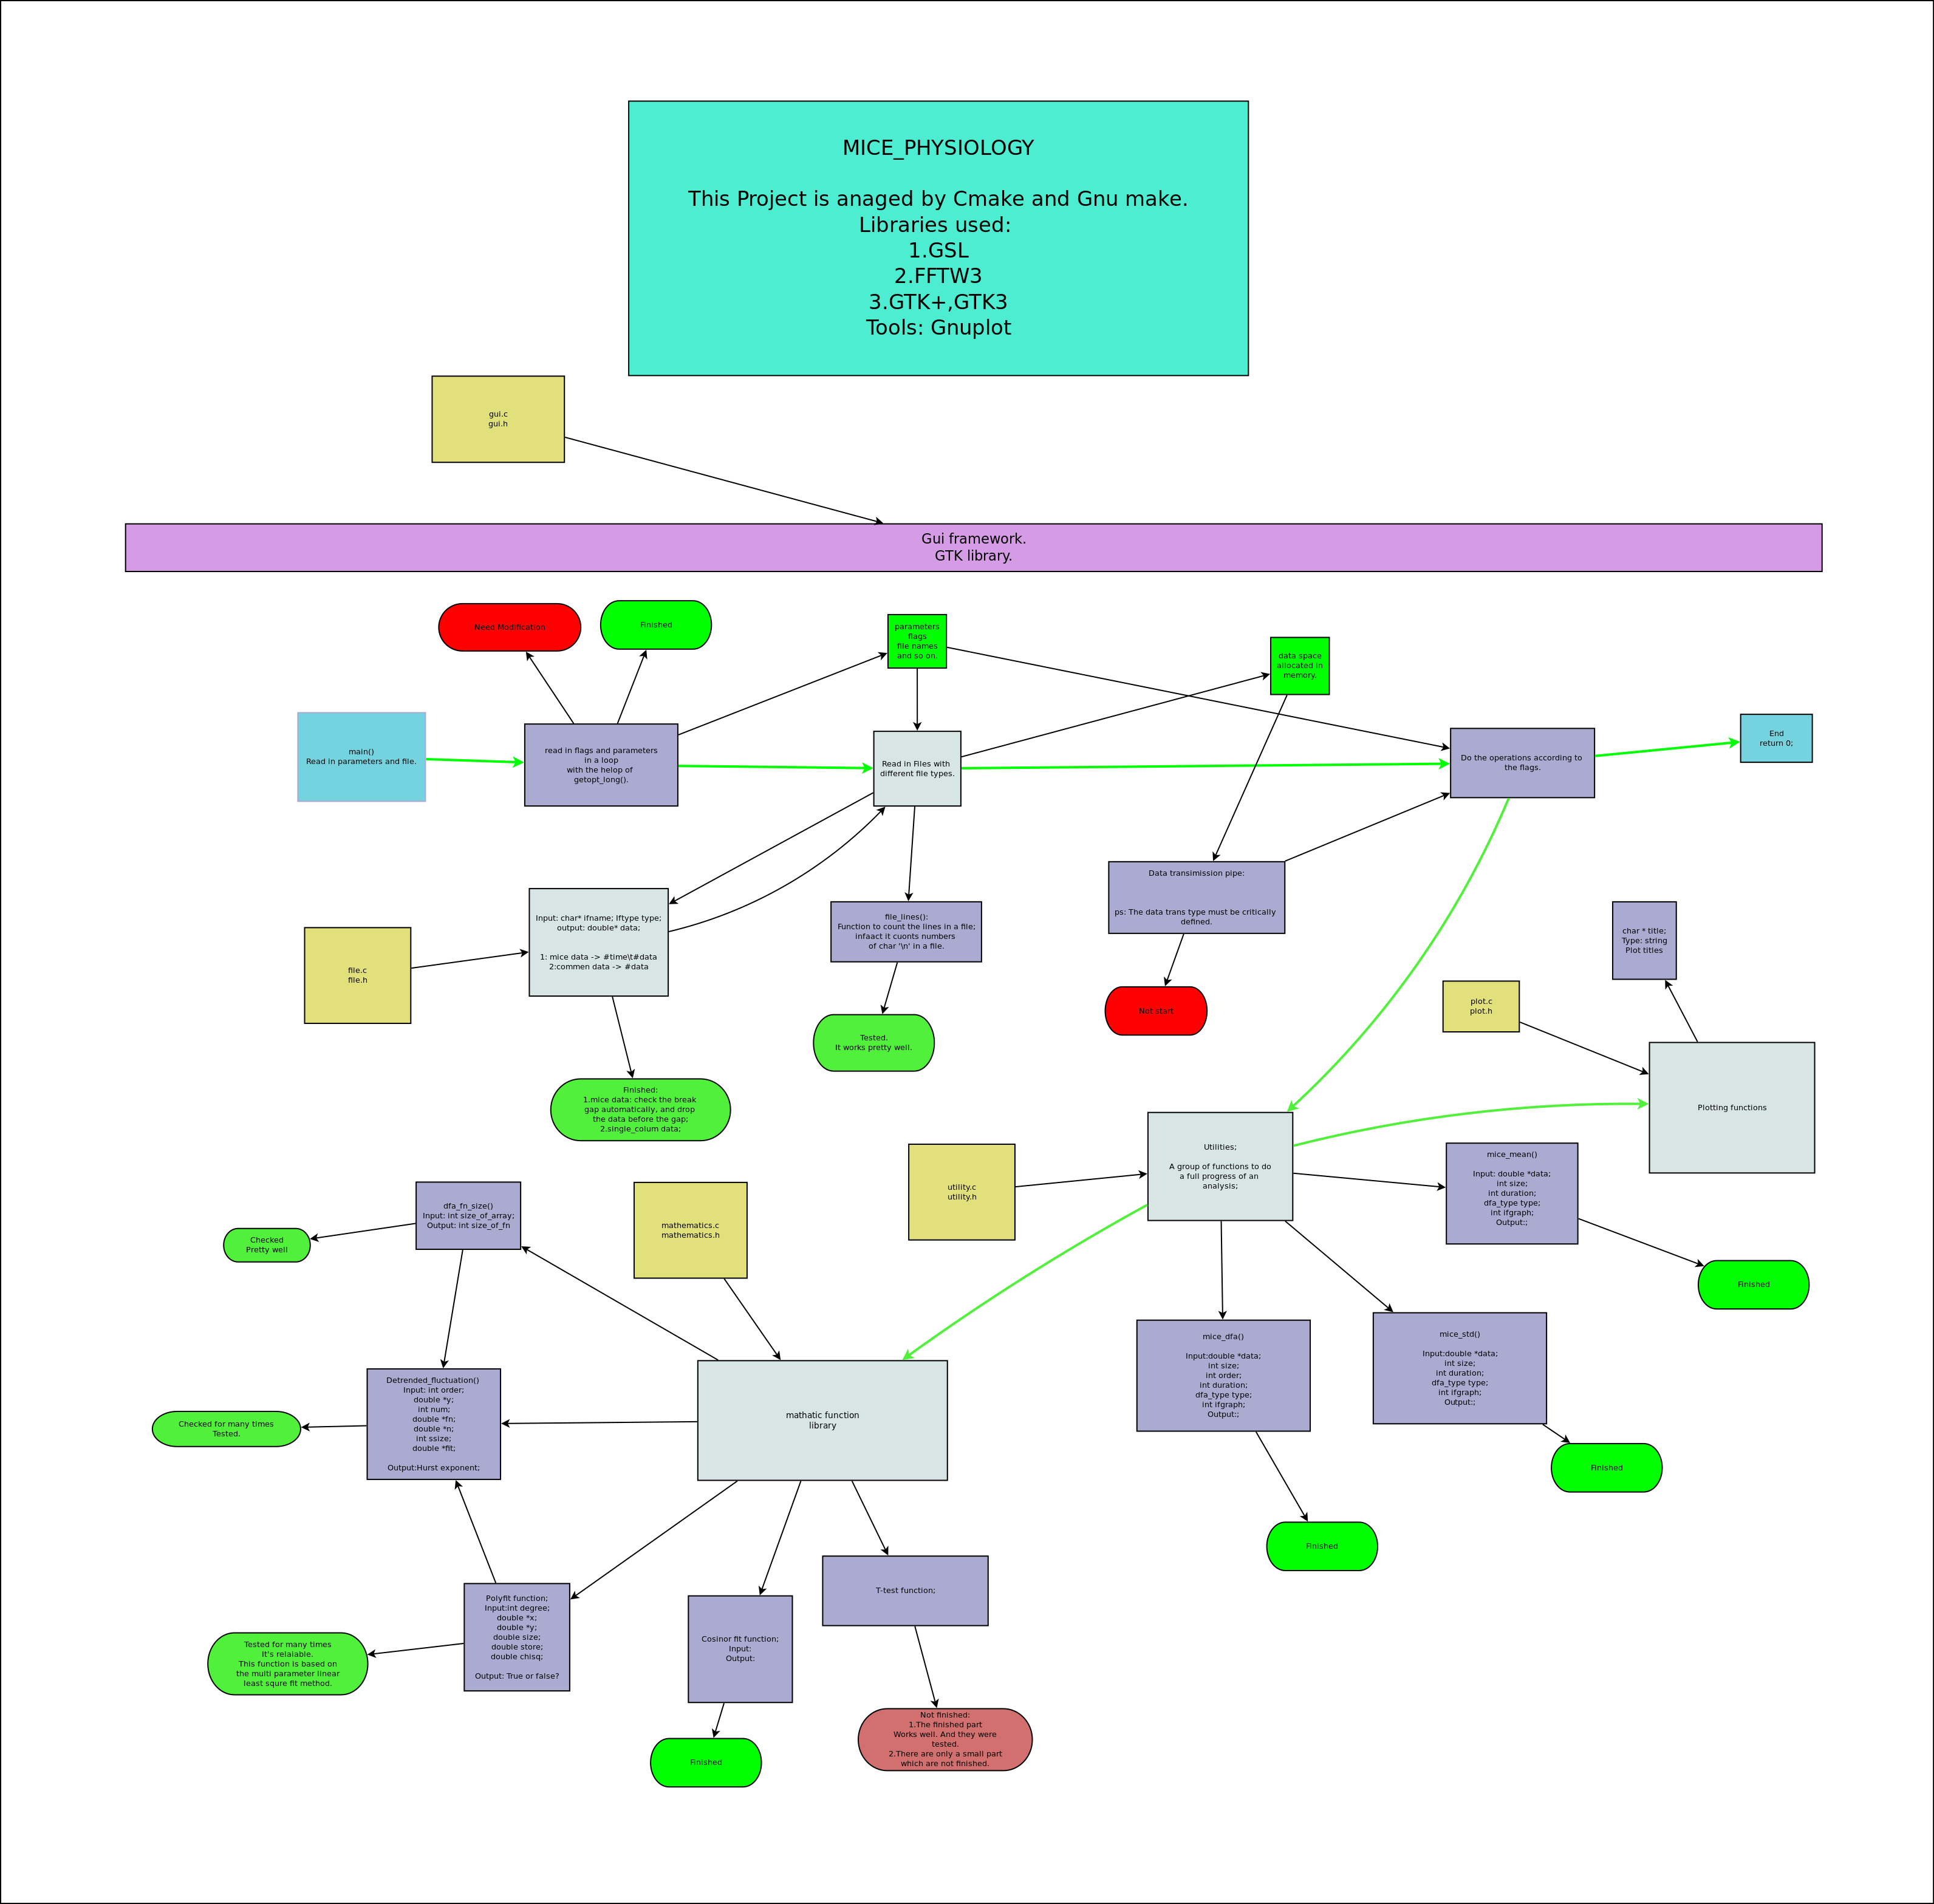 MICE_PHYSIOLOGY
This Project is anaged by Cmake and Gnu make.
Libraries used:
1.GSL
2.FFTW3
3.GTK+,GTK3
Tools: Gnuplot
gui.c
gui.h
Gui framework.
GTK library.
Need Modification
Finished
parameters
flags
file names
and so on.
data space
allocated in
memory.
main()
Read in parameters and file.
read in flags and parameters
in a loop
with the helop of
getopt_long().
Read in Files with
different file types.
Do the operations according to
the flags.
End
return 0;
file.c
file.h
Input: char* ifname; Iftype type;
output: double* data;
1: mice data -> #time\t#data
2:commen data -> #data
file_lines():
Function to count the lines in a file;
infaact it cuonts numbers
of char '\n' in a file.
Data transimission pipe:
ps: The data trans type must be critically
defined.
char * title;
Type: string
Plot titles
Tested.
It works pretty well.
Not start
plot.c
plot.h
Plotting functions
Finished:
1.mice data: check the break
gap automatically, and drop
the data before the gap;
2.single_colum data;
utility.c
utility.h
Utilities;
A group of functions to do
a full progress of an
analysis;
mice_mean()
Input: double *data;
int size;
int duration;
dfa_type type;
int ifgraph;
Output:;
Finished
dfa_fn_size()
Input: int size_of_array;
Output: int size_of_fn
Checked
Pretty well
mathematics.c
mathematics.h
mice_dfa()
Input:double *data;
int size;
int order;
int duration;
dfa_type type;
int ifgraph;
Output:;
mice_std()
Input:double *data;
int size;
int duration;
dfa_type type;
int ifgraph;
Output:;
Finished
Finished
Detrended_fluctuation()
Input: int order;
double *y;
int num;
double *fn;
double *n;
int ssize;
double *fit;
Output:Hurst exponent;
Checked for many times
Tested.
mathatic function
library
Polyfit function;
Input:int degree;
double *x;
double *y;
double size;
double store;
double chisq;
Output: True or false?
Tested for many times
It's relaiable.
This function is based on
the multi parameter linear
least squre fit method.
Cosinor fit function;
Input:
Output:
T-test function;
Finished
Not finished:
1.The finished part
Works well. And they were
tested.
2.There are only a small part
which are not finished.